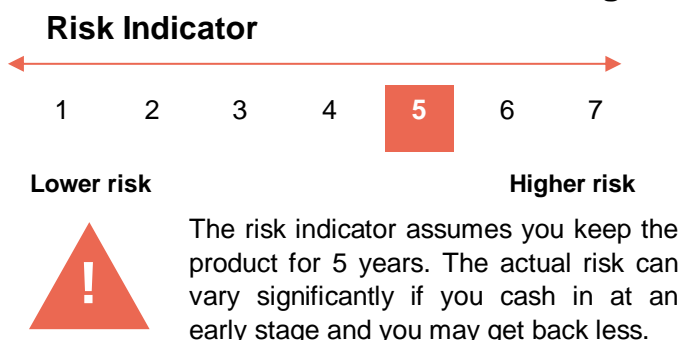 Risk Indicator
1 2 3 4 5 6 7
Lower risk Higher risk
!
The risk indicator assumes you keep the
product for 5 years. The actual risk can
vary significantly if you cash in at an
early stage and you may get back less.